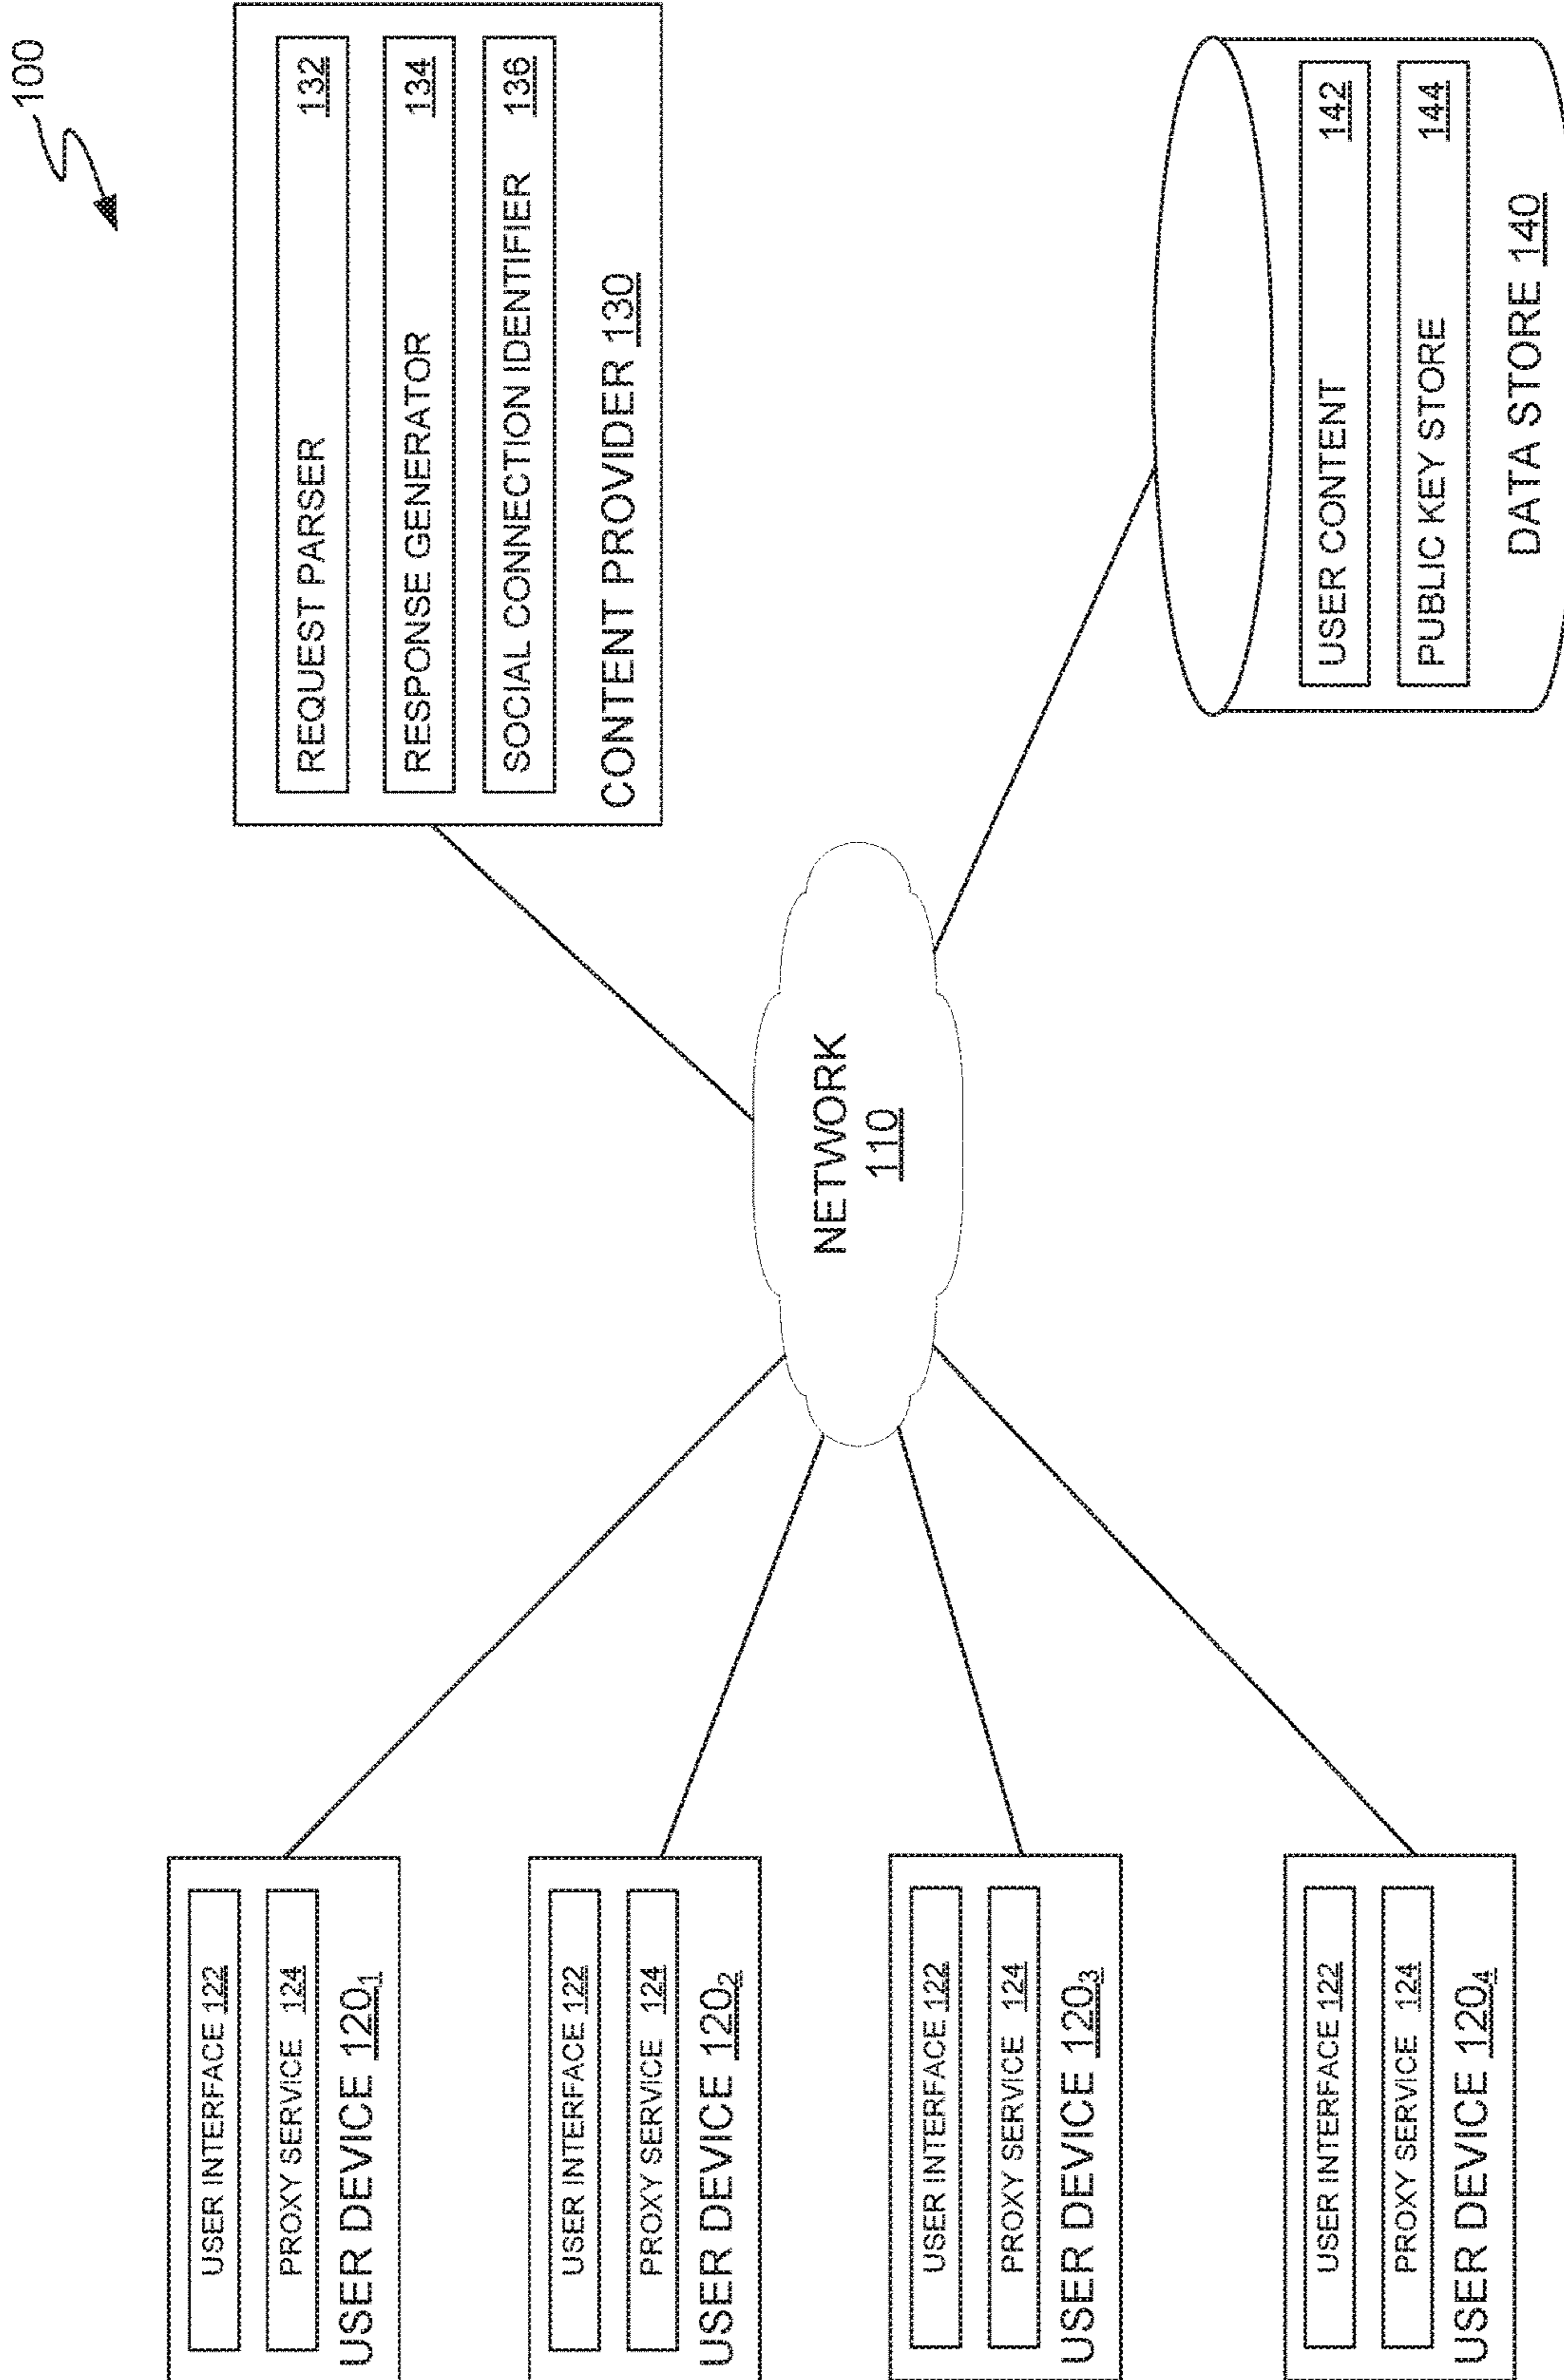 100
USER INTERFACE 122
PROXY SERVICE 124
USER DEVICE 120₁
USER INTERFACE 122
PROXY SERVICE 124
USER DEVICE 120₂
USER INTERFACE 122
PROXY SERVICE 124
USER DEVICE 120₃
USER INTERFACE 122
PROXY SERVICE 124
USER DEVICE 120₄
NETWORK
110
REQUEST PARSER 132
RESPONSE GENERATOR 134
SOCIAL CONNECTION IDENTIFIER 136
CONTENT PROVIDER 130
USER CONTENT 142
PUBLIC KEY STORE 144
DATA STORE 140